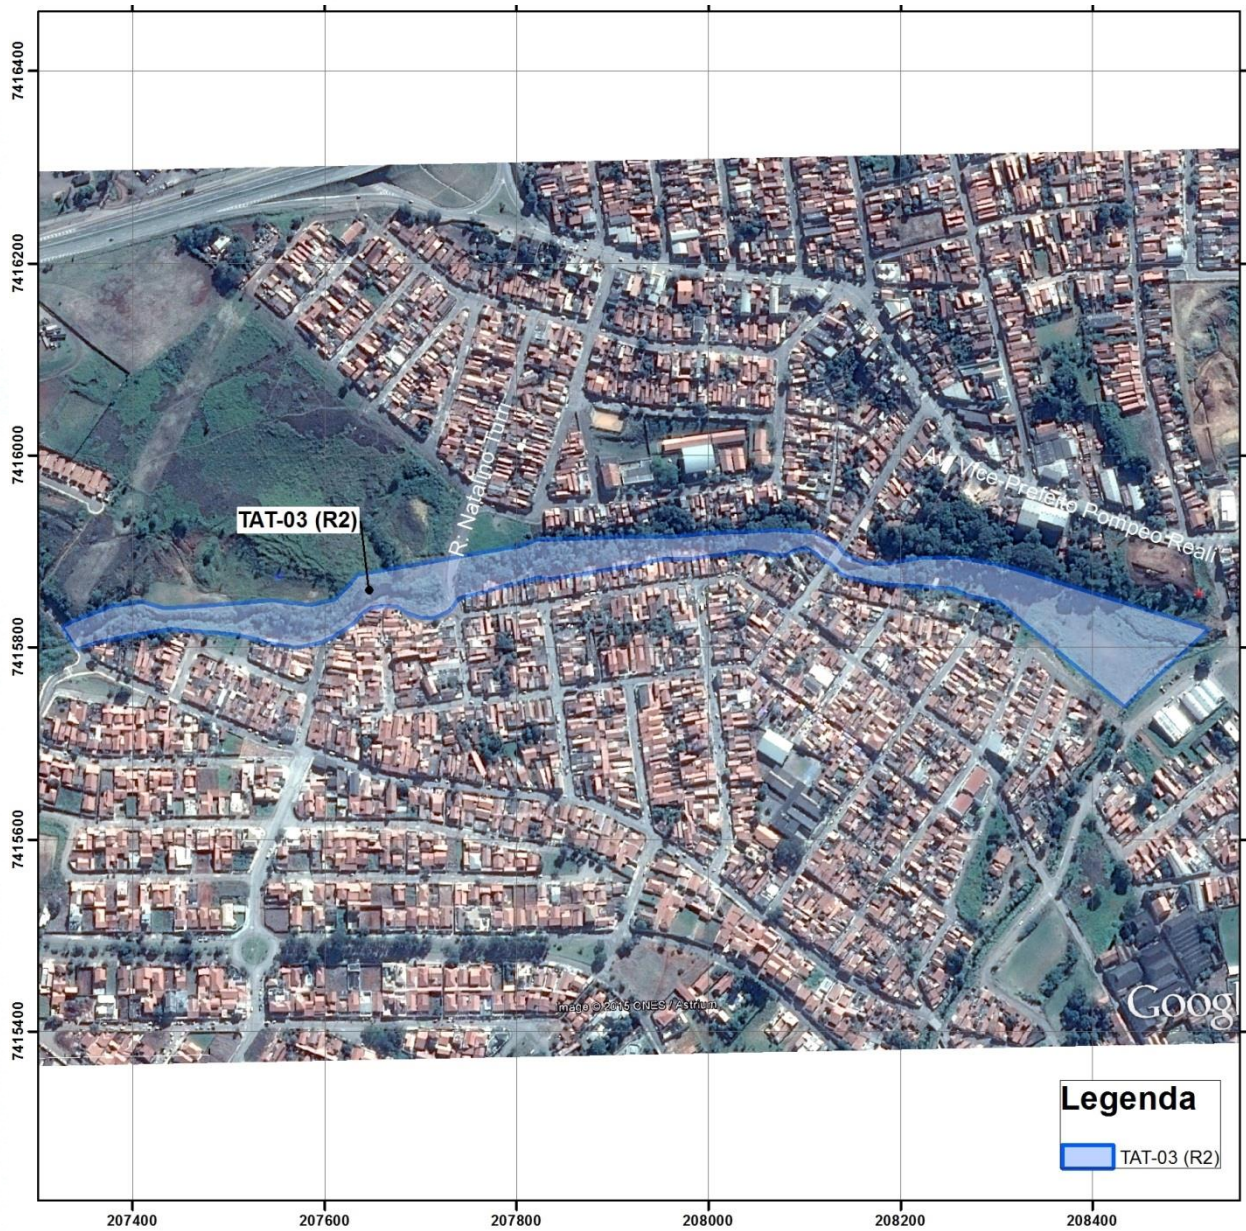 7416400
7416200
7416000
7415800
7415600
7415400
TAT-03 (R2)
R: Natalino Turri
Av Vice-Prefeito Pompeo Reali
Image © 2015 CNES / Astrium
Googl
Legenda
TAT-03 (R2)
207400
207600
207800
208000
208200
208400